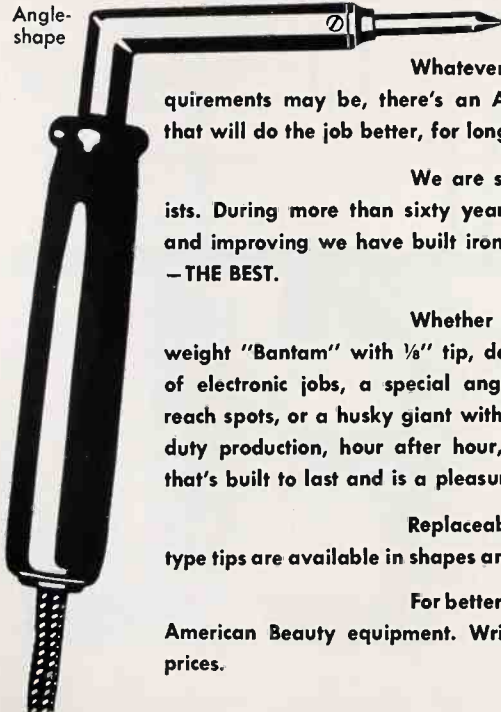 Angle-
shape
Whatever
quirements may be, there's an A
that will do the job better, for long
We are s
ists. During more than sixty year
and improving we have built iron
—THE BEST.
Whether
weight "Bantam" with ⅛" tip, de
of electronic jobs, a special ang
reach spots, or a husky giant with
duty production, hour after hour,
that's built to last and is a pleasur
Replaceab
type tips are available in shapes an
For better
American Beauty equipment. Wri
prices.